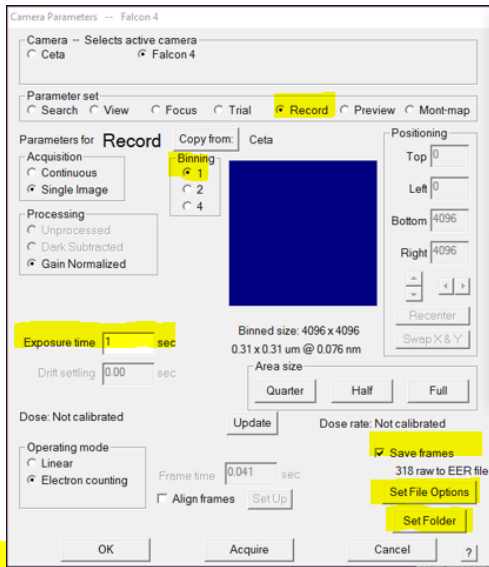 Camera Parameters -- Falcon 4
Camera -- Selects active camera
Ceta Falcon 4
Parameter set
Search View Focus Trial Record Preview Mont-map
Parameters for Record Copy from: Ceta
Acquisition
Continuous
Single Image
Binning
1
2
4
Positioning
Top 0
Left 0
Bottom 4096
Right 4096
Recenter
Swap X & Y
Processing
Unprocessed
Dark Subtracted
Gain Normalized
Exposure time 1 sec
Drift settling 0.00 sec
Binned size: 4096 x 4096
0.31 x 0.31 um @ 0.076 nm
Area size
Quarter Half Full
Dose: Not calibrated
Update
Dose rate: Not calibrated
Operating mode
Linear
Electron counting
Frame time 0.041 sec
Align frames Set Up
Save frames
318 raw to EER file
Set File Options
Set Folder
OK Acquire Cancel ?